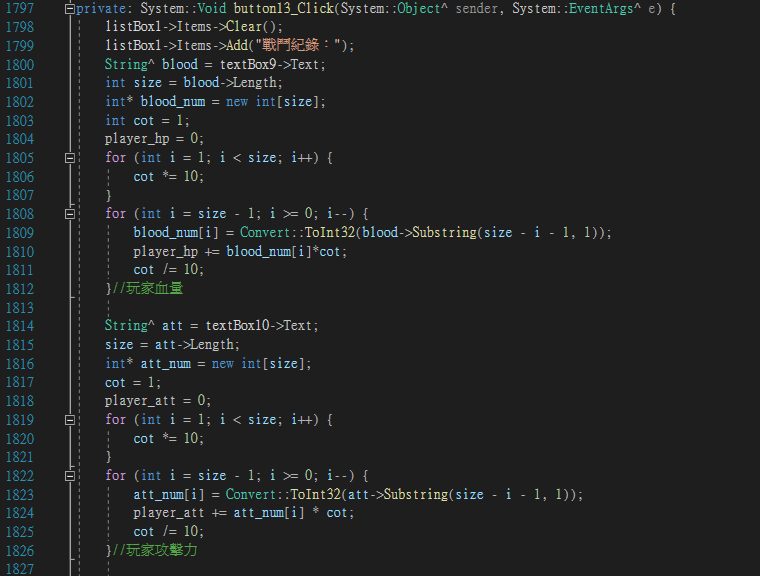 1797 private: System::Void button13_Click(System::Object^ sender, System::EventArgs^ e) {
1798 listBox1->Items->Clear();
1799 listBox1->Items->Add("戰鬥紀錄：");
1800 String^ blood = textBox9->Text;
1801 int size = blood->Length;
1802 int* blood_num = new int[size];
1803 int cot = 1;
1804 player_hp = 0;
1805 for (int i = 1; i < size; i++) {
1806 cot *= 10;
1807 }
1808 for (int i = size - 1; i >= 0; i--) {
1809 blood_num[i] = Convert::ToInt32(blood->Substring(size - i - 1, 1));
1810 player_hp += blood_num[i]*cot;
1811 cot /= 10;
1812 }//玩家血量
1813
1814 String^ att = textBox10->Text;
1815 size = att->Length;
1816 int* att_num = new int[size];
1817 cot = 1;
1818 player_att = 0;
1819 for (int i = 1; i < size; i++) {
1820 cot *= 10;
1821 }
1822 for (int i = size - 1; i >= 0; i--) {
1823 att_num[i] = Convert::ToInt32(att->Substring(size - i - 1, 1));
1824 player_att += att_num[i] * cot;
1825 cot /= 10;
1826 }//玩家攻擊力
1827